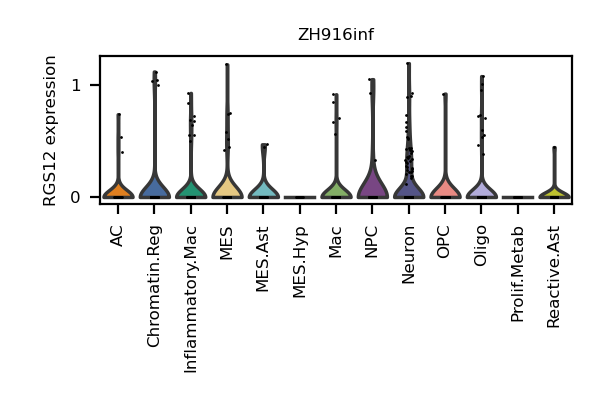 ZH916inf
RGS12 expression
1
0
AC
Chromatin.Reg
Inflammatory.Mac
MES
MES.Ast
MES.Hyp
Mac
NPC
Neuron
OPC
Oligo
Prolif.Metab
Reactive.Ast